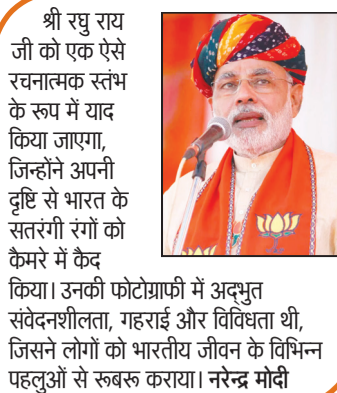 श्री रघु राय
जी को एक ऐसे
रचनात्मक स्तंभ
के रूप में याद
किया जाएगा,
जिन्होंने अपनी
दृष्टि से भारत के
सतरंगी रंगों को
कैमरे में कैद
किया। उनकी फोटोग्राफी में अद्भुत
संवेदनशीलता, गहराई और विविधता थी,
जिसने लोगों को भारतीय जीवन के विभिन्न
पहलुओं से रूबरू कराया। नरेन्द्र मोदी